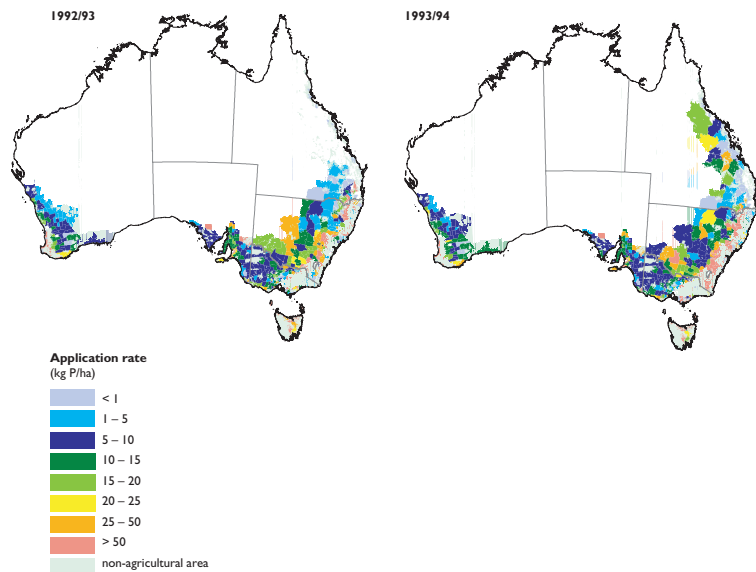 1992/93
1993/94
Application rate
(kg P/ha)
< 1
1 – 5
5 – 10
10 – 15
15 – 20
20 – 25
25 – 50
> 50
non-agricultural area